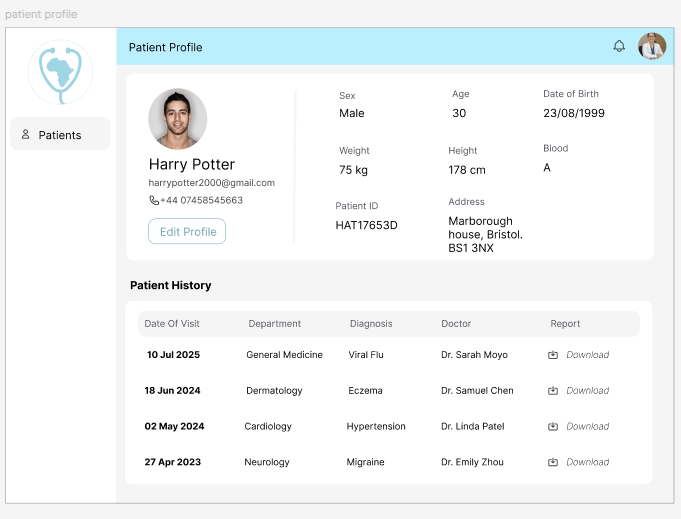 patient profile
Patient Profile
Patients
Harry Potter
harrypotter2000@gmail.com
+44 07458545663
Edit Profile
Sex
Age
Date of Birth
Male
30
23/08/1999
Weight
Height
Blood
75 kg
178 cm
A
Patient ID
Address
HAT17653D
Marborough
house, Bristol.
BS1 3NX
Patient History
Date Of Visit Department Diagnosis Doctor Report
10 Jul 2025 General Medicine Viral Flu Dr. Sarah Moyo Download
18 Jun 2024 Dermatology Eczema Dr. Samuel Chen Download
02 May 2024 Cardiology Hypertension Dr. Linda Patel Download
27 Apr 2023 Neurology Migraine Dr. Emily Zhou Download